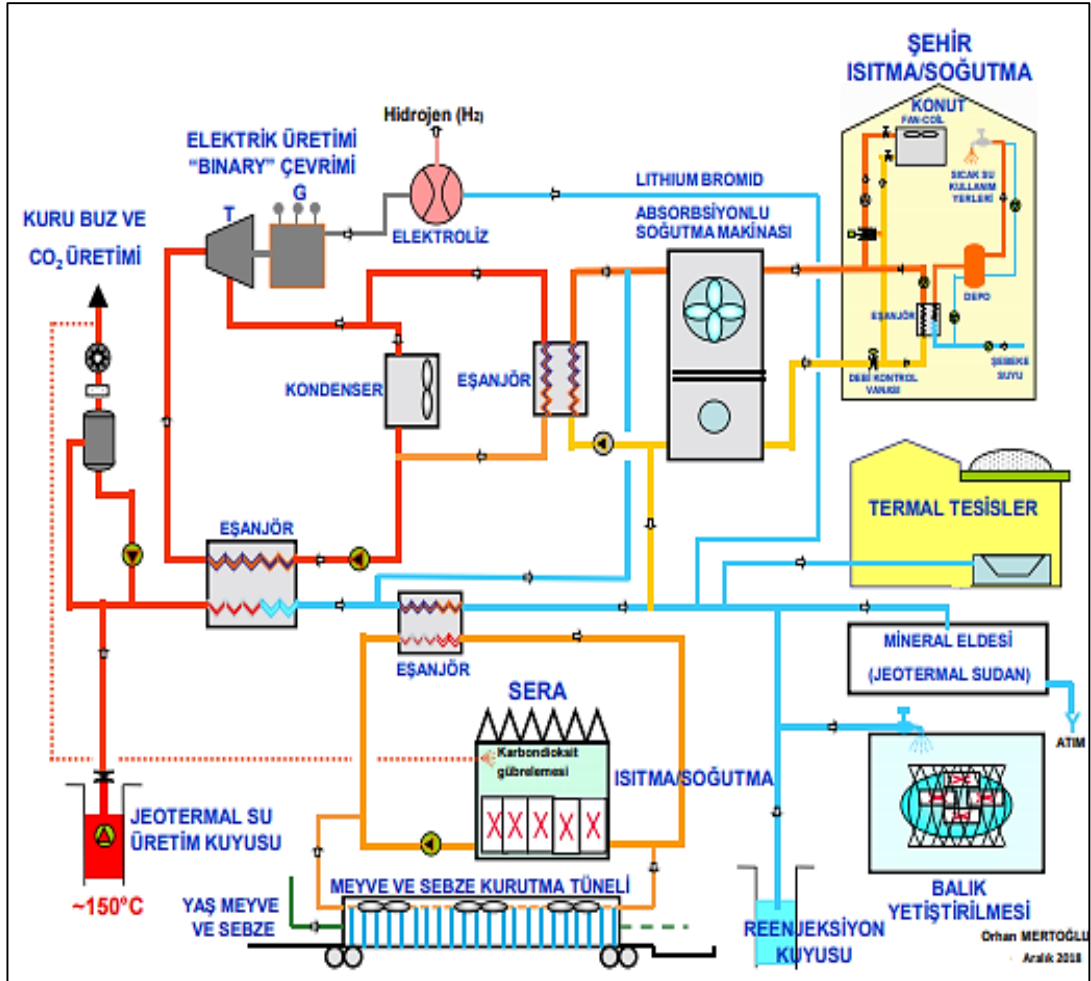 ŞEHİR
ISITMA/SOĞUTMA
KONUT
FAN-COİL
SICAK SU
KULLANIM
YERLERİ
DEPO
EŞANJÖR
ŞEBEKE
SUYU
DEBİ KONTROL
VANASI
Hidrojen (H2)
ELEKTRİK ÜRETİMİ
“BINARY” ÇEVRİMİ
G
T
ELEKTROLİZ
LITHIUM BROMID
ABSORBSİYONLU
SOĞUTMA MAKİNASI
KURU BUZ VE
CO2 ÜRETİMİ
KONDENSER
EŞANJÖR
EŞANJÖR
TERMAL TESİSLER
EŞANJÖR
MİNERAL ELDESİ
(JEOTERMAL SUDAN)
ATIM
SERA
Karbondioksit
gübrelemesi
ISITMA/SOĞUTMA
JEOTERMAL SU
ÜRETİM KUYUSU
~150°C
MEYVE VE SEBZE KURUTMA TÜNELİ
YAŞ MEYVE
VE SEBZE
REENJEKSİYON
KUYUSU
BALIK
YETİŞTİRİLMESİ
Orhan MERTOĞLU
Aralık 2018